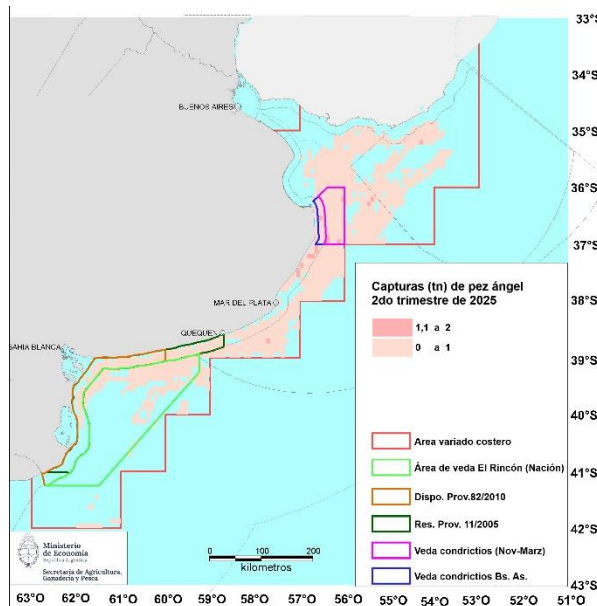 33°S
34°S
BUENOS AIRES
35°S
36°S
37°S
Capturas (tn) de pez ángel
2do trimestre de 2025
MAR DEL PLATA
38°S
1,1 a 2
0 a 1
QUEQUEN
BAHIA BLANCA
39°S
40°S
Area variado costero
Área de veda El Rincón (Nación)
41°S
Dispo. Prov.82/2010
Res. Prov. 11/2005
42°S
Ministerio
de Economía
República Argentina
Secretaría de Agricultura,
Ganadería y Pesca
0 100 200
kilometros
Veda condrictios (Nov-Marz)
Veda condrictios Bs. As.
43°S
63°O 62°O 61°O 60°O 59°O 58°O 57°O 56°O 55°O 54°O 53°O 52°O 51°O